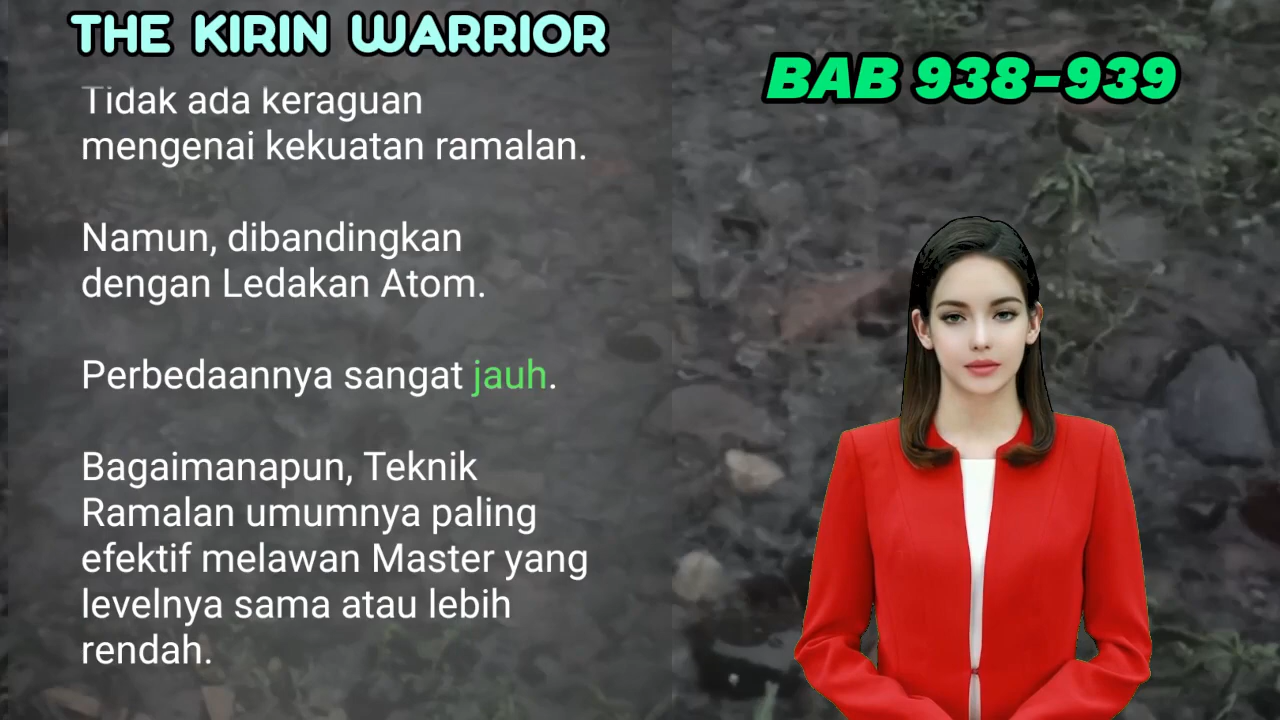 THE KIRIN WARRIOR
BAB 938-939
Tidak ada keraguan
mengenai kekuatan ramalan.
Namun, dibandingkan
dengan Ledakan Atom.
Perbedaannya sangat jauh.
Bagaimanapun, Teknik
Ramalan umumnya paling
efektif melawan Master yang
levelnya sama atau lebih
rendah.